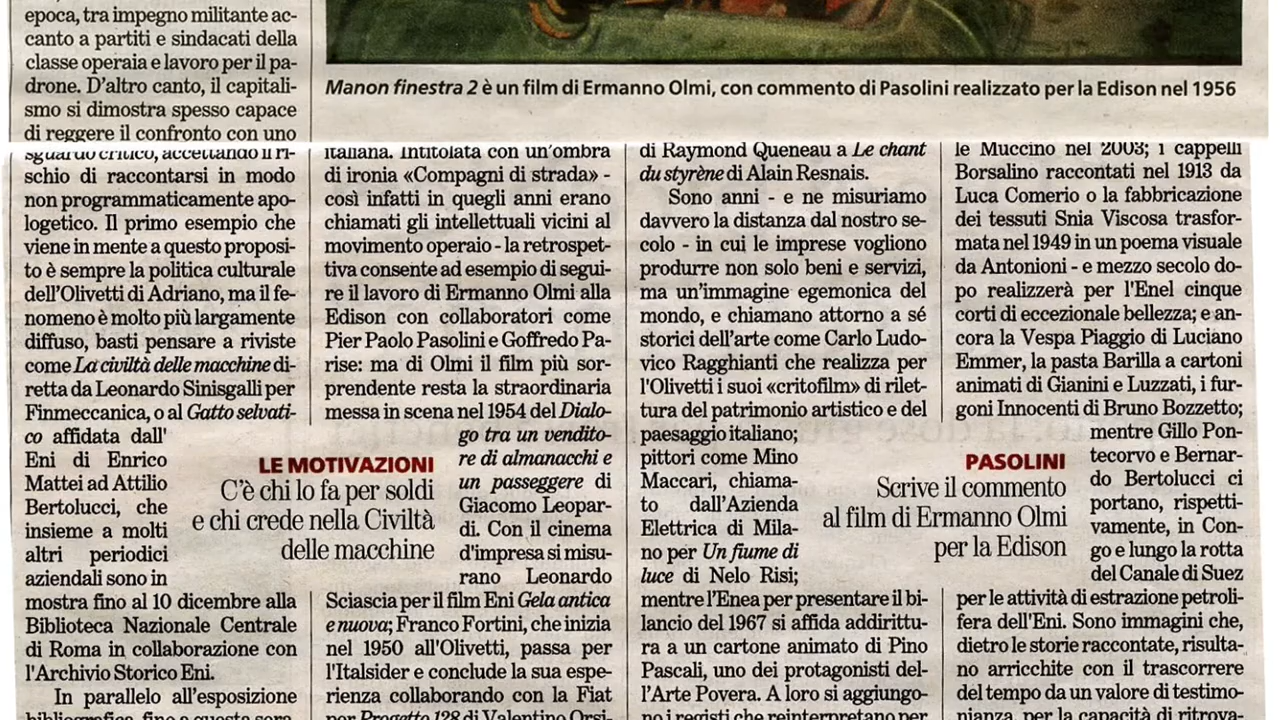 epoca, tra impegno militante ac-
canto a partiti e sindacati della
classe operaia e lavoro per il pa-
drone. D'altro canto, il capitali-
smo si dimostra spesso capace
di reggere il confronto con uno
sguardo critico, accettando il ri-
schio di raccontarsi in modo
non programmaticamente apo-
logetico. Il primo esempio che
viene in mente a questo proposi-
to è sempre la politica culturale
dell'Olivetti di Adriano, ma il fe-
nomeno è molto più largamente
diffuso, basti pensare a riviste
come La civiltà delle macchine di-
retta da Leonardo Sinisgalli per
Finmeccanica, o al Gatto selvati-
co affidata dall'
Eni di Enrico
Mattei ad Attilio
Bertolucci, che
insieme a molti
altri periodici
aziendali sono in
mostra fino al 10 dicembre alla
Biblioteca Nazionale Centrale
di Roma in collaborazione con
l'Archivio Storico Eni.
In parallelo all'esposizione
bibliografica, fino a questa sera,
Manon finestra 2 è un film di Ermanno Olmi, con commento di Pasolini realizzato per la Edison nel 1956
italiana. Intitolata con un'ombra
di ironia «Compagni di strada» -
così infatti in quegli anni erano
chiamati gli intellettuali vicini al
movimento operaio - la retrospet-
tiva consente ad esempio di segui-
re il lavoro di Ermanno Olmi alla
Edison con collaboratori come
Pier Paolo Pasolini e Goffredo Pa-
rise: ma di Olmi il film più sor-
prendente resta la straordinaria
messa in scena nel 1954 del Dialo-
go tra un vendito-
re di almanacchi e
un passeggere di
Giacomo Leopar-
di. Con il cinema
d'impresa si misu-
rano Leonardo
Sciascia per il film Eni Gela antica
e nuova; Franco Fortini, che inizia
nel 1950 all'Olivetti, passa per
l'Italsider e conclude la sua espe-
rienza collaborando con la Fiat
per Progetto 128 di Valentino Orsi-
LE MOTIVAZIONI
C'è chi lo fa per soldi
e chi crede nella Civiltà
delle macchine
di Raymond Queneau a Le chant
du styrène di Alain Resnais.
Sono anni - e ne misuriamo
davvero la distanza dal nostro se-
colo - in cui le imprese vogliono
produrre non solo beni e servizi,
ma un'immagine egemonica del
mondo, e chiamano attorno a sé
storici dell'arte come Carlo Ludo-
vico Ragghianti che realizza per
l'Olivetti i suoi «critofilm» di rilet-
tura del patrimonio artistico e del
paesaggio italiano;
pittori come Mino
Maccari, chiama-
to dall'Azienda
Elettrica di Mila-
no per Un fiume di
luce di Nelo Risi;
mentre l'Enea per presentare il bi-
lancio del 1967 si affida addirittu-
ra a un cartone animato di Pino
Pascali, uno dei protagonisti del-
l'Arte Povera. A loro si aggiungo-
no i registi che reinterpretano per
PASOLINI
Scrive il commento
al film di Ermanno Olmi
per la Edison
le Muccino nel 2003; i cappelli
Borsalino raccontati nel 1913 da
Luca Comerio o la fabbricazione
dei tessuti Snia Viscosa trasfor-
mata nel 1949 in un poema visuale
da Antonioni - e mezzo secolo do-
po realizzerà per l'Enel cinque
corti di eccezionale bellezza; e an-
cora la Vespa Piaggio di Luciano
Emmer, la pasta Barilla a cartoni
animati di Gianini e Luzzati, i fur-
goni Innocenti di Bruno Bozzetto;
mentre Gillo Pon-
tecorvo e Bernar-
do Bertolucci ci
portano, rispetti-
vamente, in Con-
go e lungo la rotta
del Canale di Suez
per le attività di estrazione petroli-
fera dell'Eni. Sono immagini che,
dietro le storie raccontate, risulta-
no arricchite con il trascorrere
del tempo da un valore di testimo-
nianza, per la capacità di ritrova-